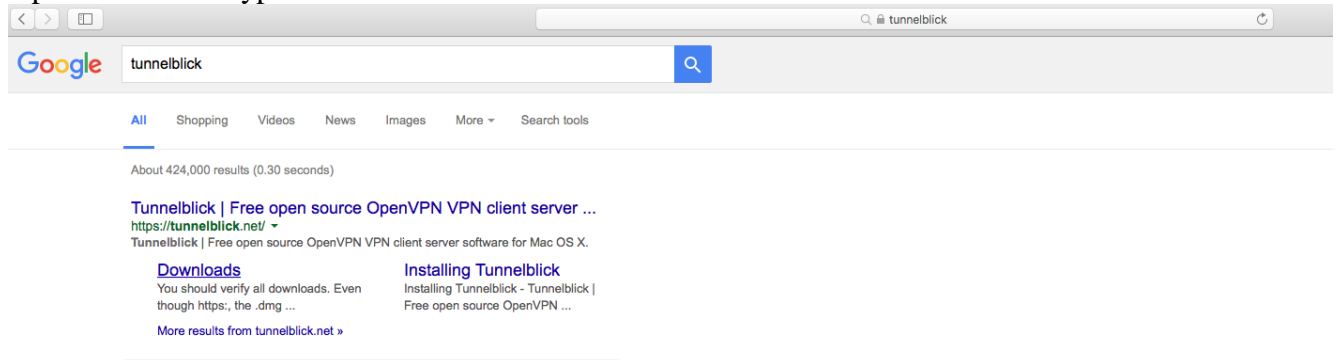 tunnelblick
Google
tunnelblick
All Shopping Videos News Images More Search tools
About 424,000 results (0.30 seconds)
Tunnelblick | Free open source OpenVPN VPN client server ...
https://tunnelblick.net/
Tunnelblick | Free open source OpenVPN VPN client server software for Mac OS X.
Downloads
You should verify all downloads. Even
though https:, the .dmg ...
Installing Tunnelblick
Installing Tunnelblick - Tunnelblick |
Free open source OpenVPN ...
More results from tunnelblick.net »